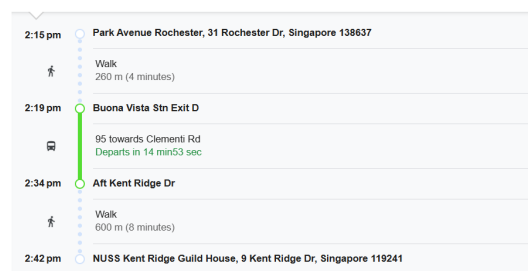 2:15 pm Park Avenue Rochester, 31 Rochester Dr, Singapore 138637
Walk
260 m (4 minutes)
2:19 pm Buona Vista Stn Exit D
95 towards Clementi Rd
Departs in 14 min53 sec
2:34 pm Aft Kent Ridge Dr
Walk
600 m (8 minutes)
2:42 pm NUSS Kent Ridge Guild House, 9 Kent Ridge Dr, Singapore 119241